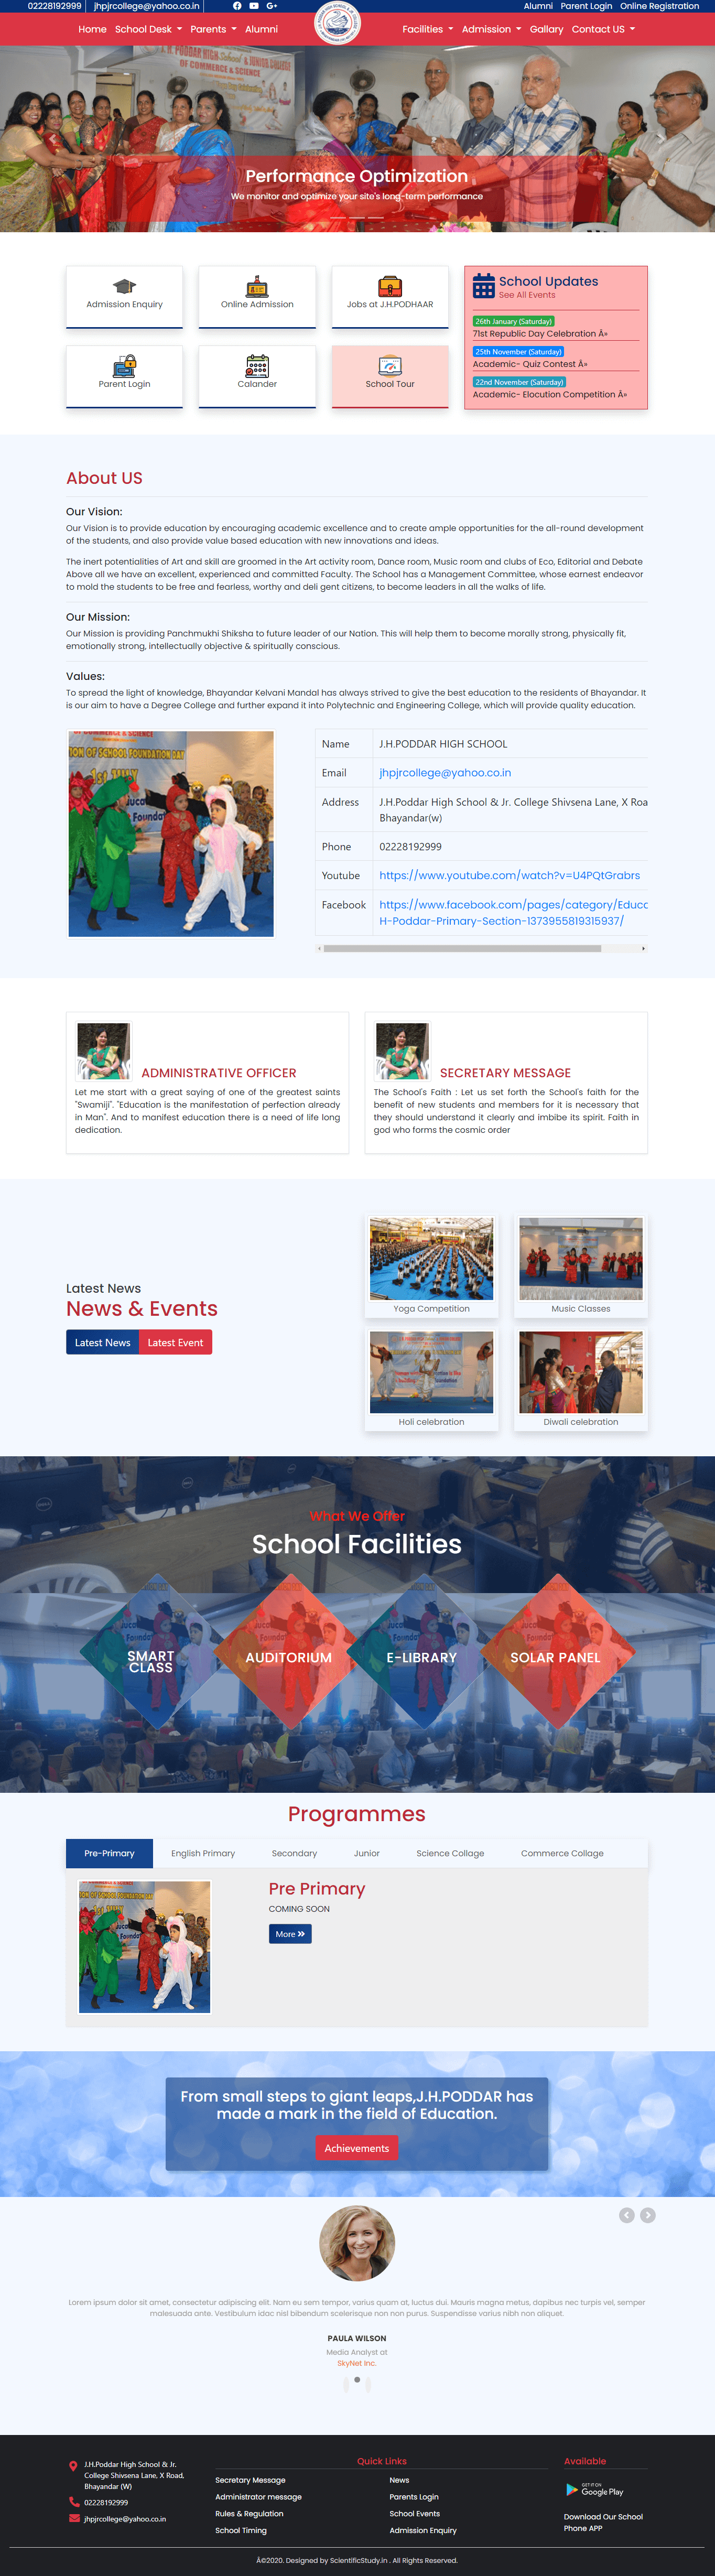 02228192999 jhpjrcollege@yahoo.co.in Alumni Parent Login Online Registration
Home School Desk Parents Alumni Facilities Admission Gallary Contact US
Performance Optimization
We monitor and optimize your site's long-term performance
Admission Enquiry
Online Admission
Jobs at J.H.PODHAAR
Parent Login
Calander
School Tour
School Updates
See All Events
26th January (Saturday)
71st Republic Day Celebration Â»
25th November (Saturday)
Academic- Quiz Contest Â»
22nd November (Saturday)
Academic- Elocution Competition Â»
About US
Our Vision:
Our Vision is to provide education by encouraging academic excellence and to create ample opportunities for the all-round development
of the students, and also provide value based education with new innovations and ideas.
The inert potentialities of Art and skill are groomed in the Art activity room, Dance room, Music room and clubs of Eco, Editorial and Debate
Above all we have an excellent, experienced and committed Faculty. The School has a Management Committee, whose earnest endeavor
to mold the students to be free and fearless, worthy and deli gent citizens, to become leaders in all the walks of life.
Our Mission:
Our Mission is providing Panchmukhi Shiksha to future leader of our Nation. This will help them to become morally strong, physically fit,
emotionally strong, intellectually objective & spiritually conscious.
Values:
To spread the light of knowledge, Bhayandar Kelvani Mandal has always strived to give the best education to the residents of Bhayandar. It
is our aim to have a Degree College and further expand it into Polytechnic and Engineering College, which will provide quality education.
Name J.H.PODDAR HIGH SCHOOL
Email jhpjrcollege@yahoo.co.in
Address J.H.Poddar High School & Jr. College Shivsena Lane, X Roa
Bhayandar(w)
Phone 02228192999
Youtube https://www.youtube.com/watch?v=U4PQtGrabrs
Facebook https://www.facebook.com/pages/category/Educa
H-Poddar-Primary-Section-1373955819315937/
ADMINISTRATIVE OFFICER
Let me start with a great saying of one of the greatest saints
"Swamiji". "Education is the manifestation of perfection already
in Man". And to manifest education there is a need of life long
dedication.
SECRETARY MESSAGE
The School's Faith : Let us set forth the School's faith for the
benefit of new students and members for it is necessary that
they should understand it clearly and imbibe its spirit. Faith in
god who forms the cosmic order
Latest News
News & Events
Latest News Latest Event
Yoga Competition
Music Classes
Holi celebration
Diwali celebration
What We Offer
School Facilities
SMART
CLASS
AUDITORIUM
E-LIBRARY
SOLAR PANEL
Programmes
Pre-Primary English Primary Secondary Junior Science Collage Commerce Collage
Pre Primary
COMING SOON
More
From small steps to giant leaps,J.H.PODDAR has
made a mark in the field of Education.
Achievements
Lorem ipsum dolor sit amet, consectetur adipiscing elit. Nam eu sem tempor, varius quam at, luctus dui. Mauris magna metus, dapibus nec turpis vel, semper
malesuada ante. Vestibulum idac nisl bibendum scelerisque non non purus. Suspendisse varius nibh non aliquet.
PAULA WILSON
Media Analyst at
SkyNet Inc.
J.H.Poddar High School & Jr.
College Shivsena Lane, X Road,
Bhayandar (W)
02228192999
jhpjrcollege@yahoo.co.in
Quick Links
Secretary Message
Administrator message
Rules & Regulation
School Timing
News
Parents Login
School Events
Admission Enquiry
Available
GET IT ON
Google Play
Download Our School
Phone APP
Â©2020. Designed by ScientificStudy.in . All Rights Reserved.